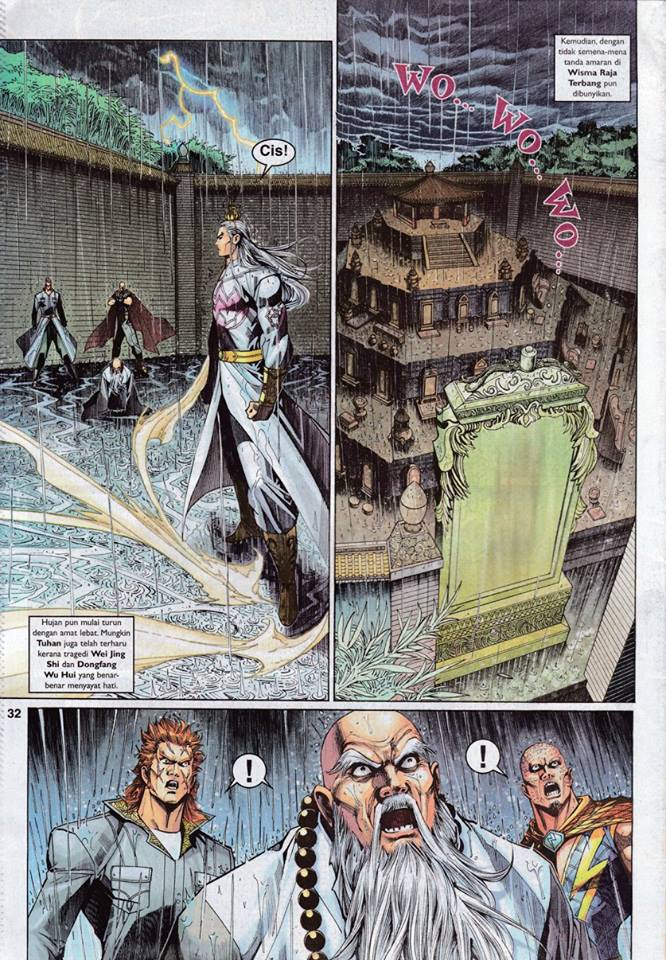 Cis!
Hujan pun mulai turun
dengan amat lebat. Mungkin
Tuhan juga telah terharu
kerana tragedi Wei Jing
Shi dan Dongfang
Wu Hui yang benar-
benar menyayat hati.
Kemudian, dengan
tidak semena-mena
tanda amaran di
Wisma Raja
Terbang pun
dibunyikan.
WO... WO... WO...
32
!
!